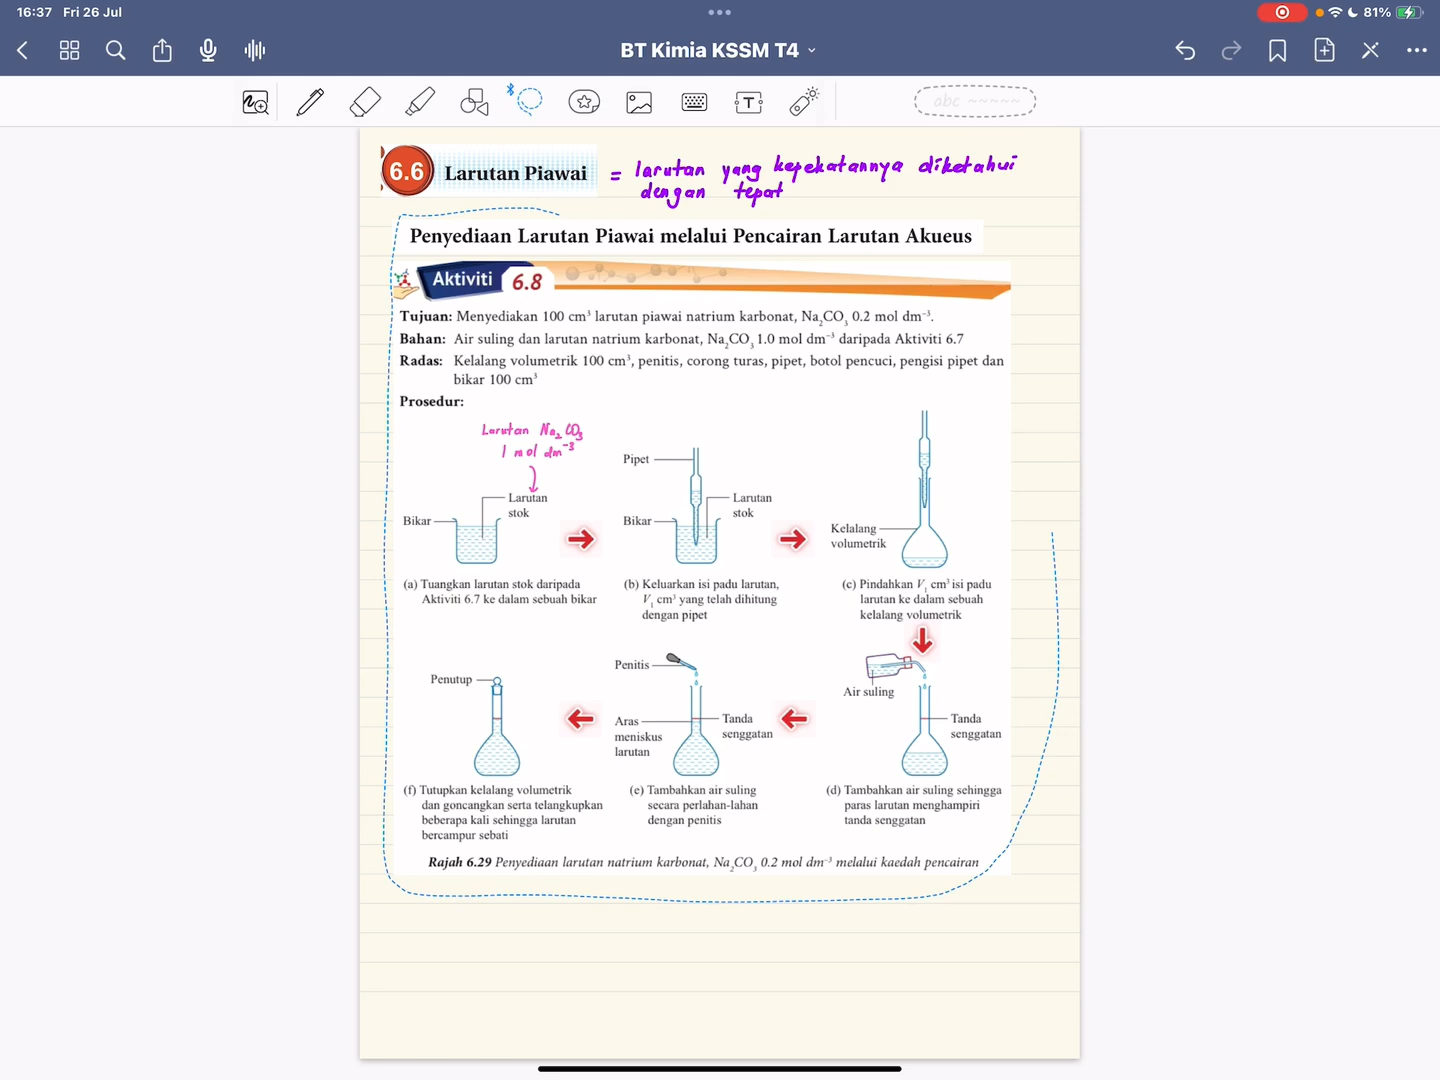 16:37 Fri 26 Jul
81%
BT Kimia KSSM T4
abc ~~~~~
6.6 Larutan Piawai = larutan yang kepekatannya diketahui
dengan tepat
Penyediaan Larutan Piawai melalui Pencairan Larutan Akueus
Aktiviti 6.8
Tujuan: Menyediakan 100 cm³ larutan piawai natrium karbonat, Na₂CO₃ 0.2 mol dm⁻³.
Bahan: Air suling dan larutan natrium karbonat, Na₂CO₃ 1.0 mol dm⁻³ daripada Aktiviti 6.7
Radas: Kelalang volumetrik 100 cm³, penitis, corong turas, pipet, botol pencuci, pengisi pipet dan
bikar 100 cm³
Prosedur:
Larutan Na₂CO₃
1 mol dm⁻³
Larutan
stok
Bikar
(a) Tuangkan larutan stok daripada
Aktiviti 6.7 ke dalam sebuah bikar
Pipet
Larutan
stok
Bikar
(b) Keluarkan isi padu larutan,
V₁ cm³ yang telah dihitung
dengan pipet
Kelalang
volumetrik
(c) Pindahkan V₁ cm³ isi padu
larutan ke dalam sebuah
kelalang volumetrik
Air suling
Tanda
senggatan
(d) Tambahkan air suling sehingga
paras larutan menghampiri
tanda senggatan
Penitis
Aras
meniskus
larutan
Tanda
senggatan
(e) Tambahkan air suling
secara perlahan-lahan
dengan penitis
Penutup
(f) Tutupkan kelalang volumetrik
dan goncangkan serta telangkupkan
beberapa kali sehingga larutan
bercampur sebati
Rajah 6.29 Penyediaan larutan natrium karbonat, Na₂CO₃ 0.2 mol dm⁻³ melalui kaedah pencairan